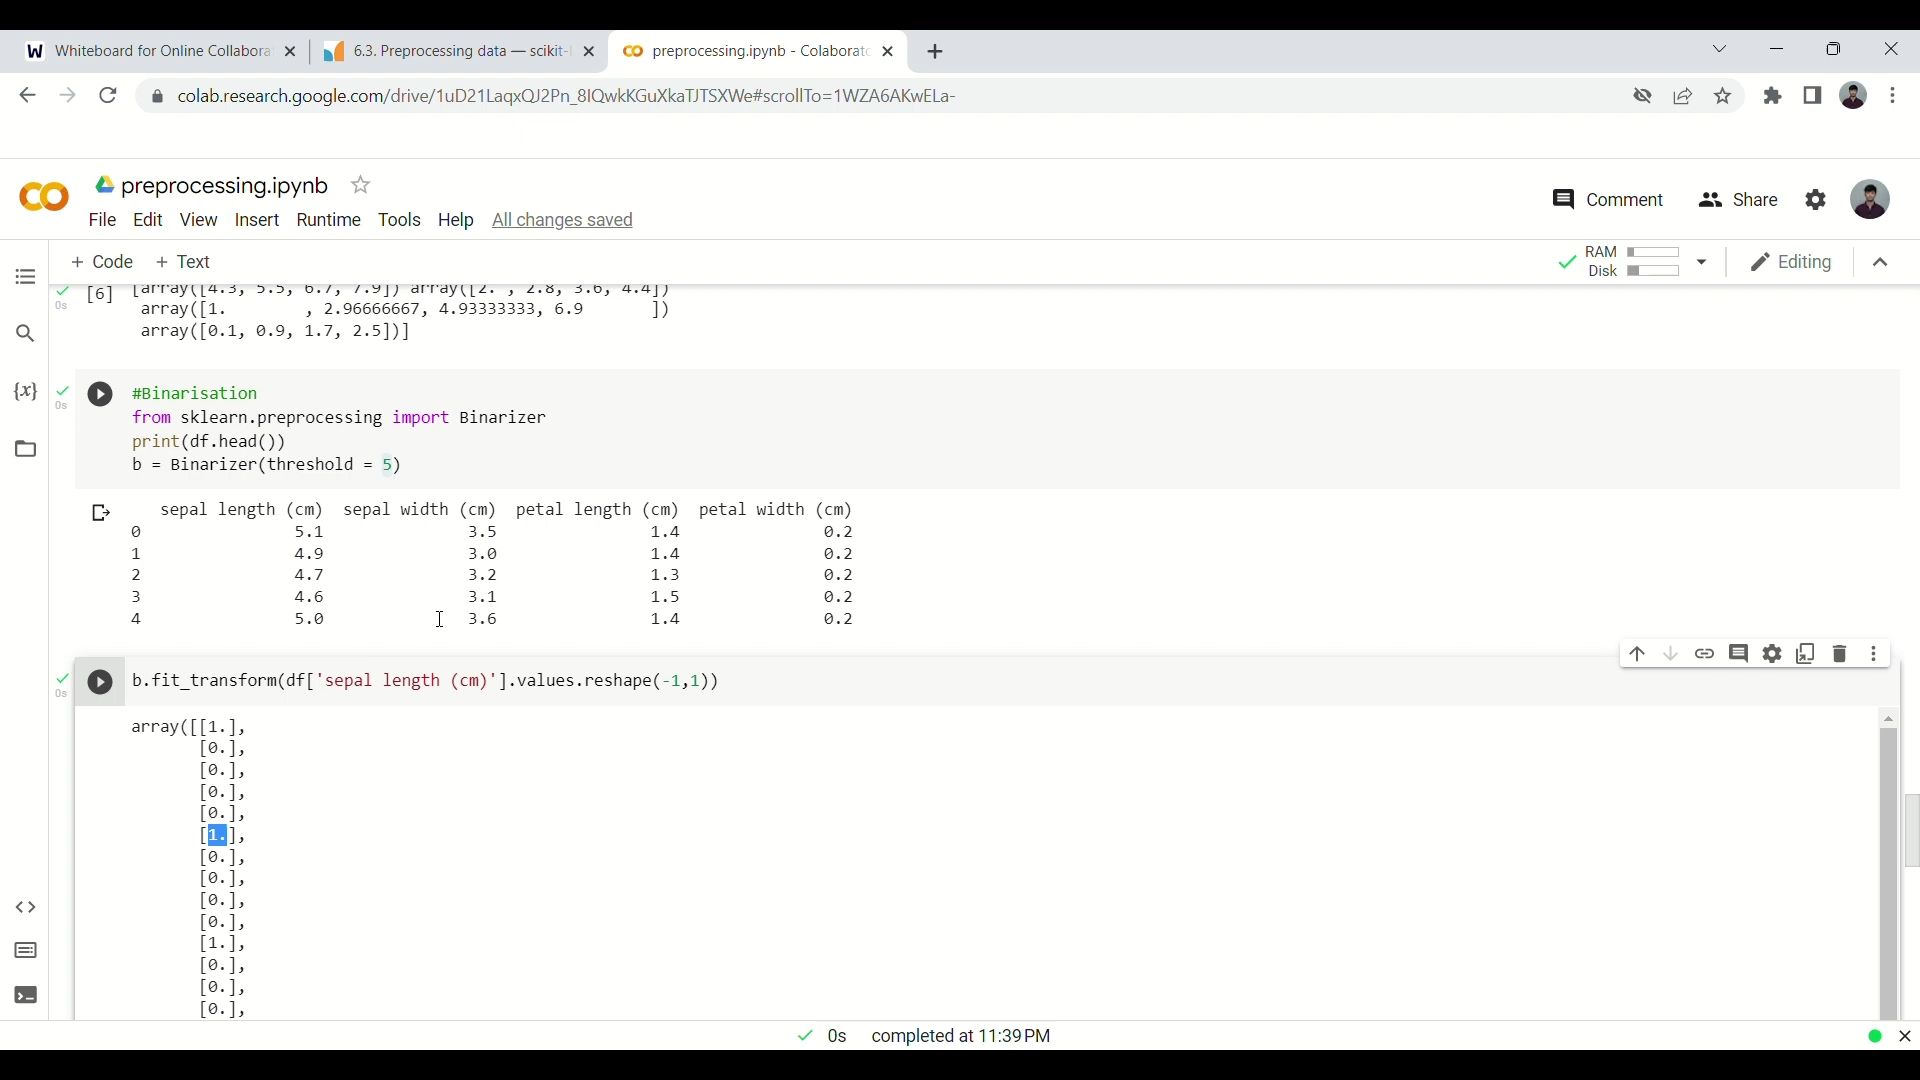 W Whiteboard for Online Collabora
6.3. Preprocessing data — scikit-l
preprocessing.ipynb - Colaborato
colab.research.google.com/drive/1uD21LaqxQJ2Pn_8IQwkKGuXkaTJTSXWe#scrollTo=1WZA6AKwELa-
preprocessing.ipynb
Comment
Share
File Edit View Insert Runtime Tools Help All changes saved
+ Code + Text
RAM
Disk
Editing
0s
[6] [array([4.3, 5.5, 6.7, 7.9]) array([2. , 2.8, 3.6, 4.4])
array([1. , 2.96666667, 4.93333333, 6.9 ])
array([0.1, 0.9, 1.7, 2.5])]
{x}
0s
#Binarisation
from sklearn.preprocessing import Binarizer
print(df.head())
b = Binarizer(threshold = 5)
sepal length (cm) sepal width (cm) petal length (cm) petal width (cm)
0 5.1 3.5 1.4 0.2
1 4.9 3.0 1.4 0.2
2 4.7 3.2 1.3 0.2
3 4.6 3.1 1.5 0.2
4 5.0 3.6 1.4 0.2
0s
b.fit_transform(df['sepal length (cm)'].values.reshape(-1,1))
array([[1.],
[0.],
[0.],
[0.],
[0.],
[1.],
[0.],
[0.],
[0.],
[0.],
[1.],
[0.],
[0.],
[0.],
0s completed at 11:39 PM